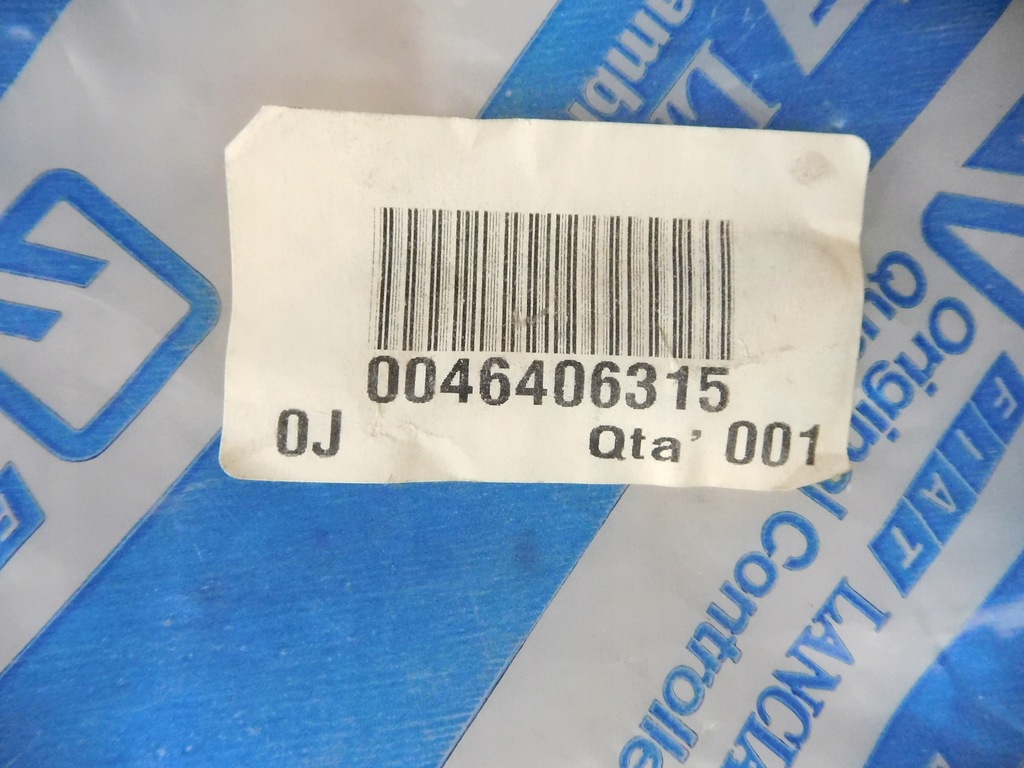 0046406315
0J Qta' 001
Original
Controlle
FIAT
LANCIA